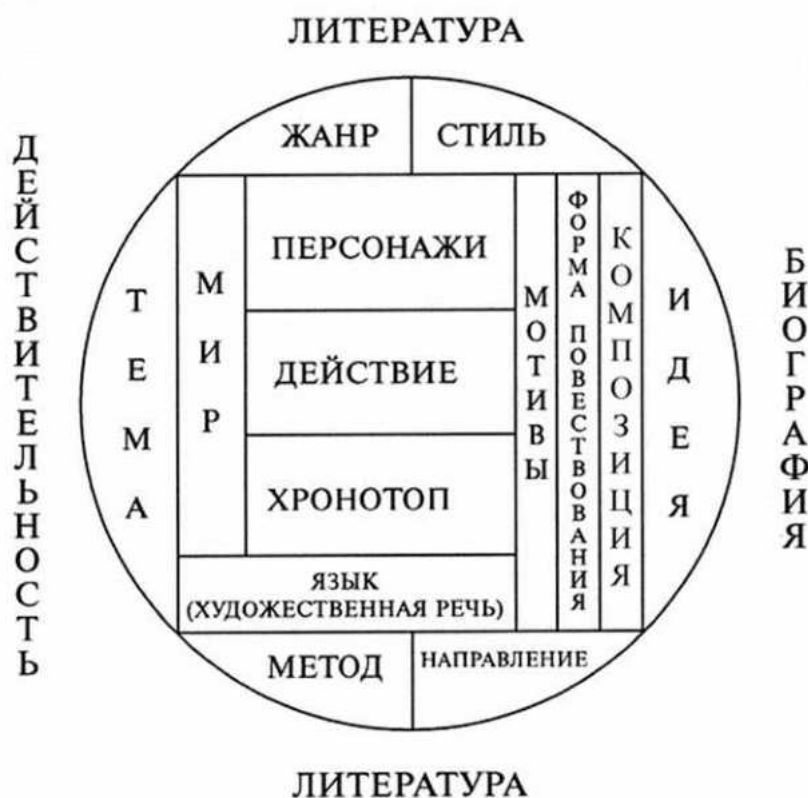 ЛИТЕРАТУРА
ДЕЙСТВИТЕЛЬНОСТЬ
ЖАНР
СТИЛЬ
ТЕМА
МИР
ПЕРСОНАЖИ
ДЕЙСТВИЕ
ХРОНОТОП
ЯЗЫК
(ХУДОЖЕСТВЕННАЯ РЕЧЬ)
МОТИВЫ
ФОРМА ПОВЕСТВОВАНИЯ
КОМПОЗИЦИЯ
ИДЕЯ
БИОГРАФИЯ
МЕТОД
НАПРАВЛЕНИЕ
ЛИТЕРАТУРА